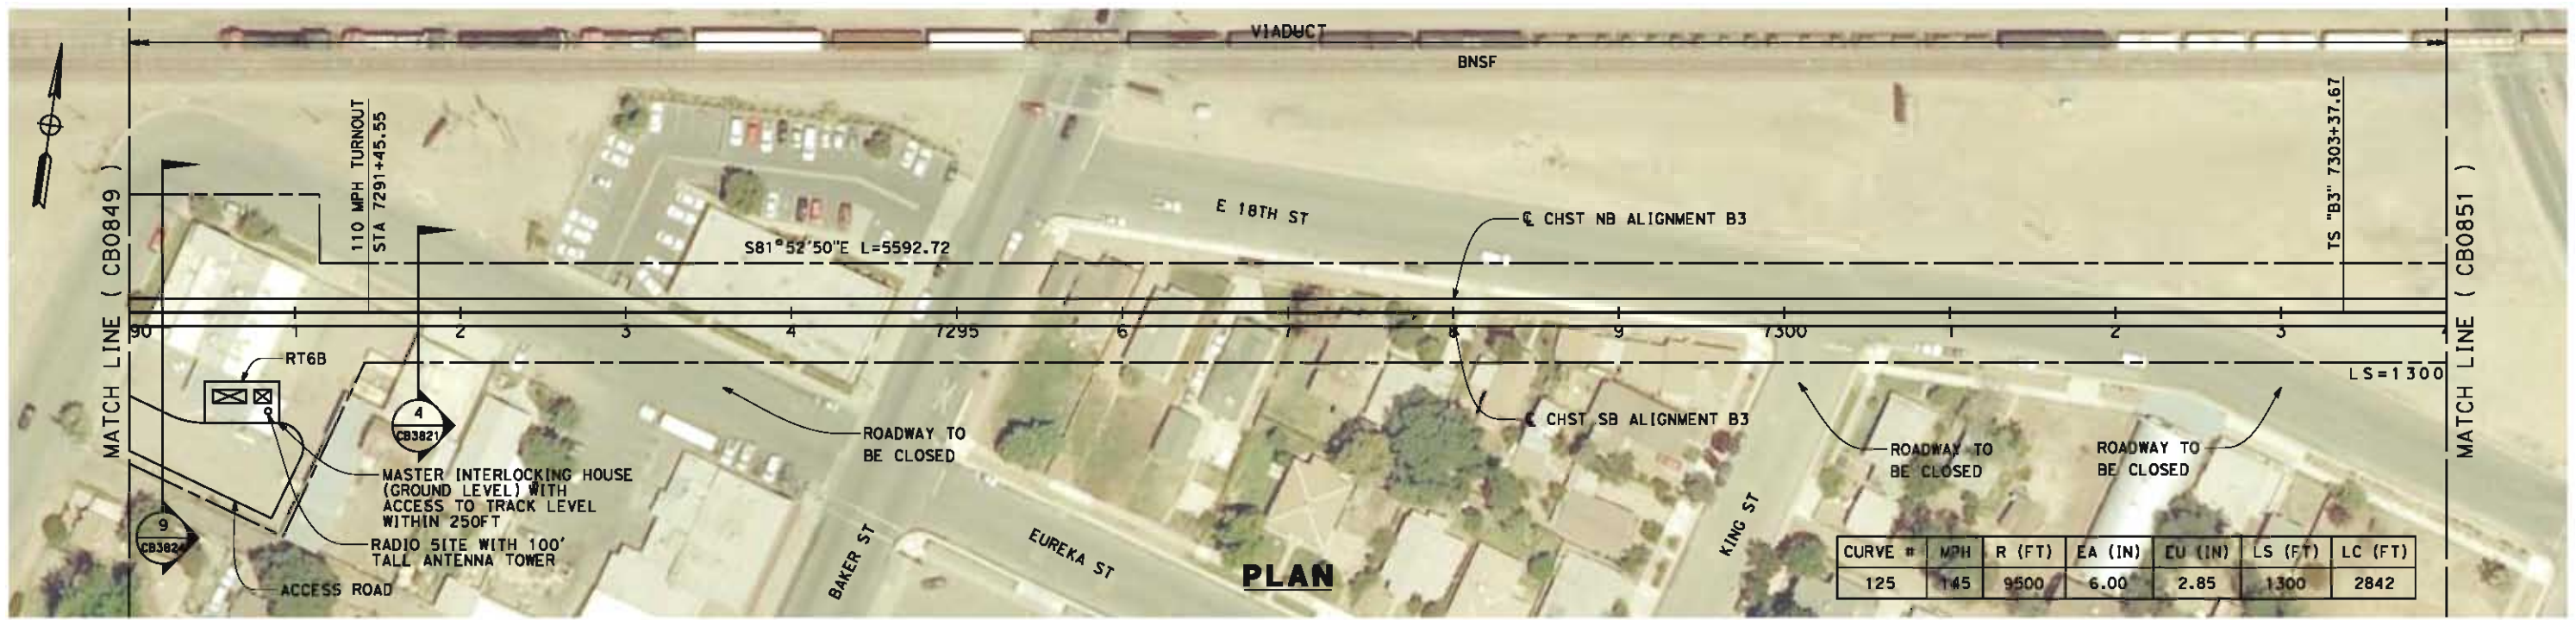 VIADUCT
BNSF
MATCH LINE ( CB0849 )
110 MPH TURNOUT
STA 7291+45.55
S81°52'50"E L=5592.72
E 18TH ST
℄ CHST NB ALIGNMENT B3
TS "B3" 7303+37.67
MATCH LINE ( CB0851 )
90 1 2 3 4 7295 6 7 8 9 7300 1 2 3
RT6B
LS=1300
4
CB3821
ROADWAY TO
BE CLOSED
℄ CHST SB ALIGNMENT B3
ROADWAY TO
BE CLOSED
ROADWAY TO
BE CLOSED
MASTER INTERLOCKING HOUSE
(GROUND LEVEL) WITH
ACCESS TO TRACK LEVEL
WITHIN 250FT
9
CB3824
RADIO SITE WITH 100'
TALL ANTENNA TOWER
ACCESS ROAD
BAKER ST
EUREKA ST
KING ST
PLAN
CURVE # MPH R (FT) EA (IN) EU (IN) LS (FT) LC (FT)
125 145 9500 6.00 2.85 1300 2842